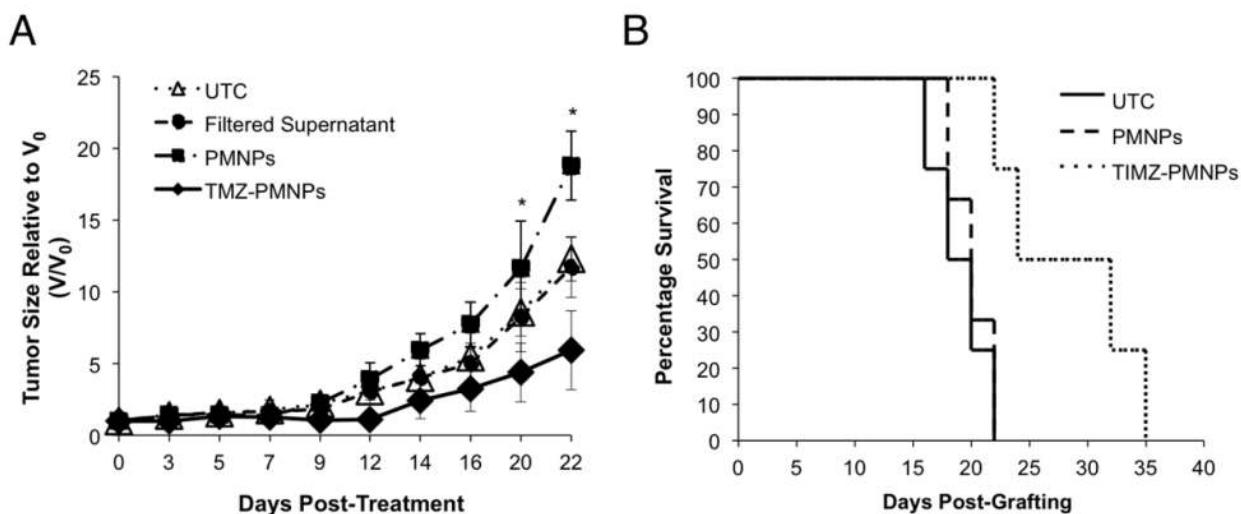 A
Tumor Size Relative to V0
(V/V0)
25
20
15
10
5
0
UTC
Filtered Supernatant
PMNPs
TMZ-PMNPs
*
*
0 3 5 7 9 12 14 16 20 22
Days Post-Treatment
B
Percentage Survival
100
90
80
70
60
50
40
30
20
10
0
UTC
PMNPs
TIMZ-PMNPs
0 5 10 15 20 25 30 35 40
Days Post-Grafting